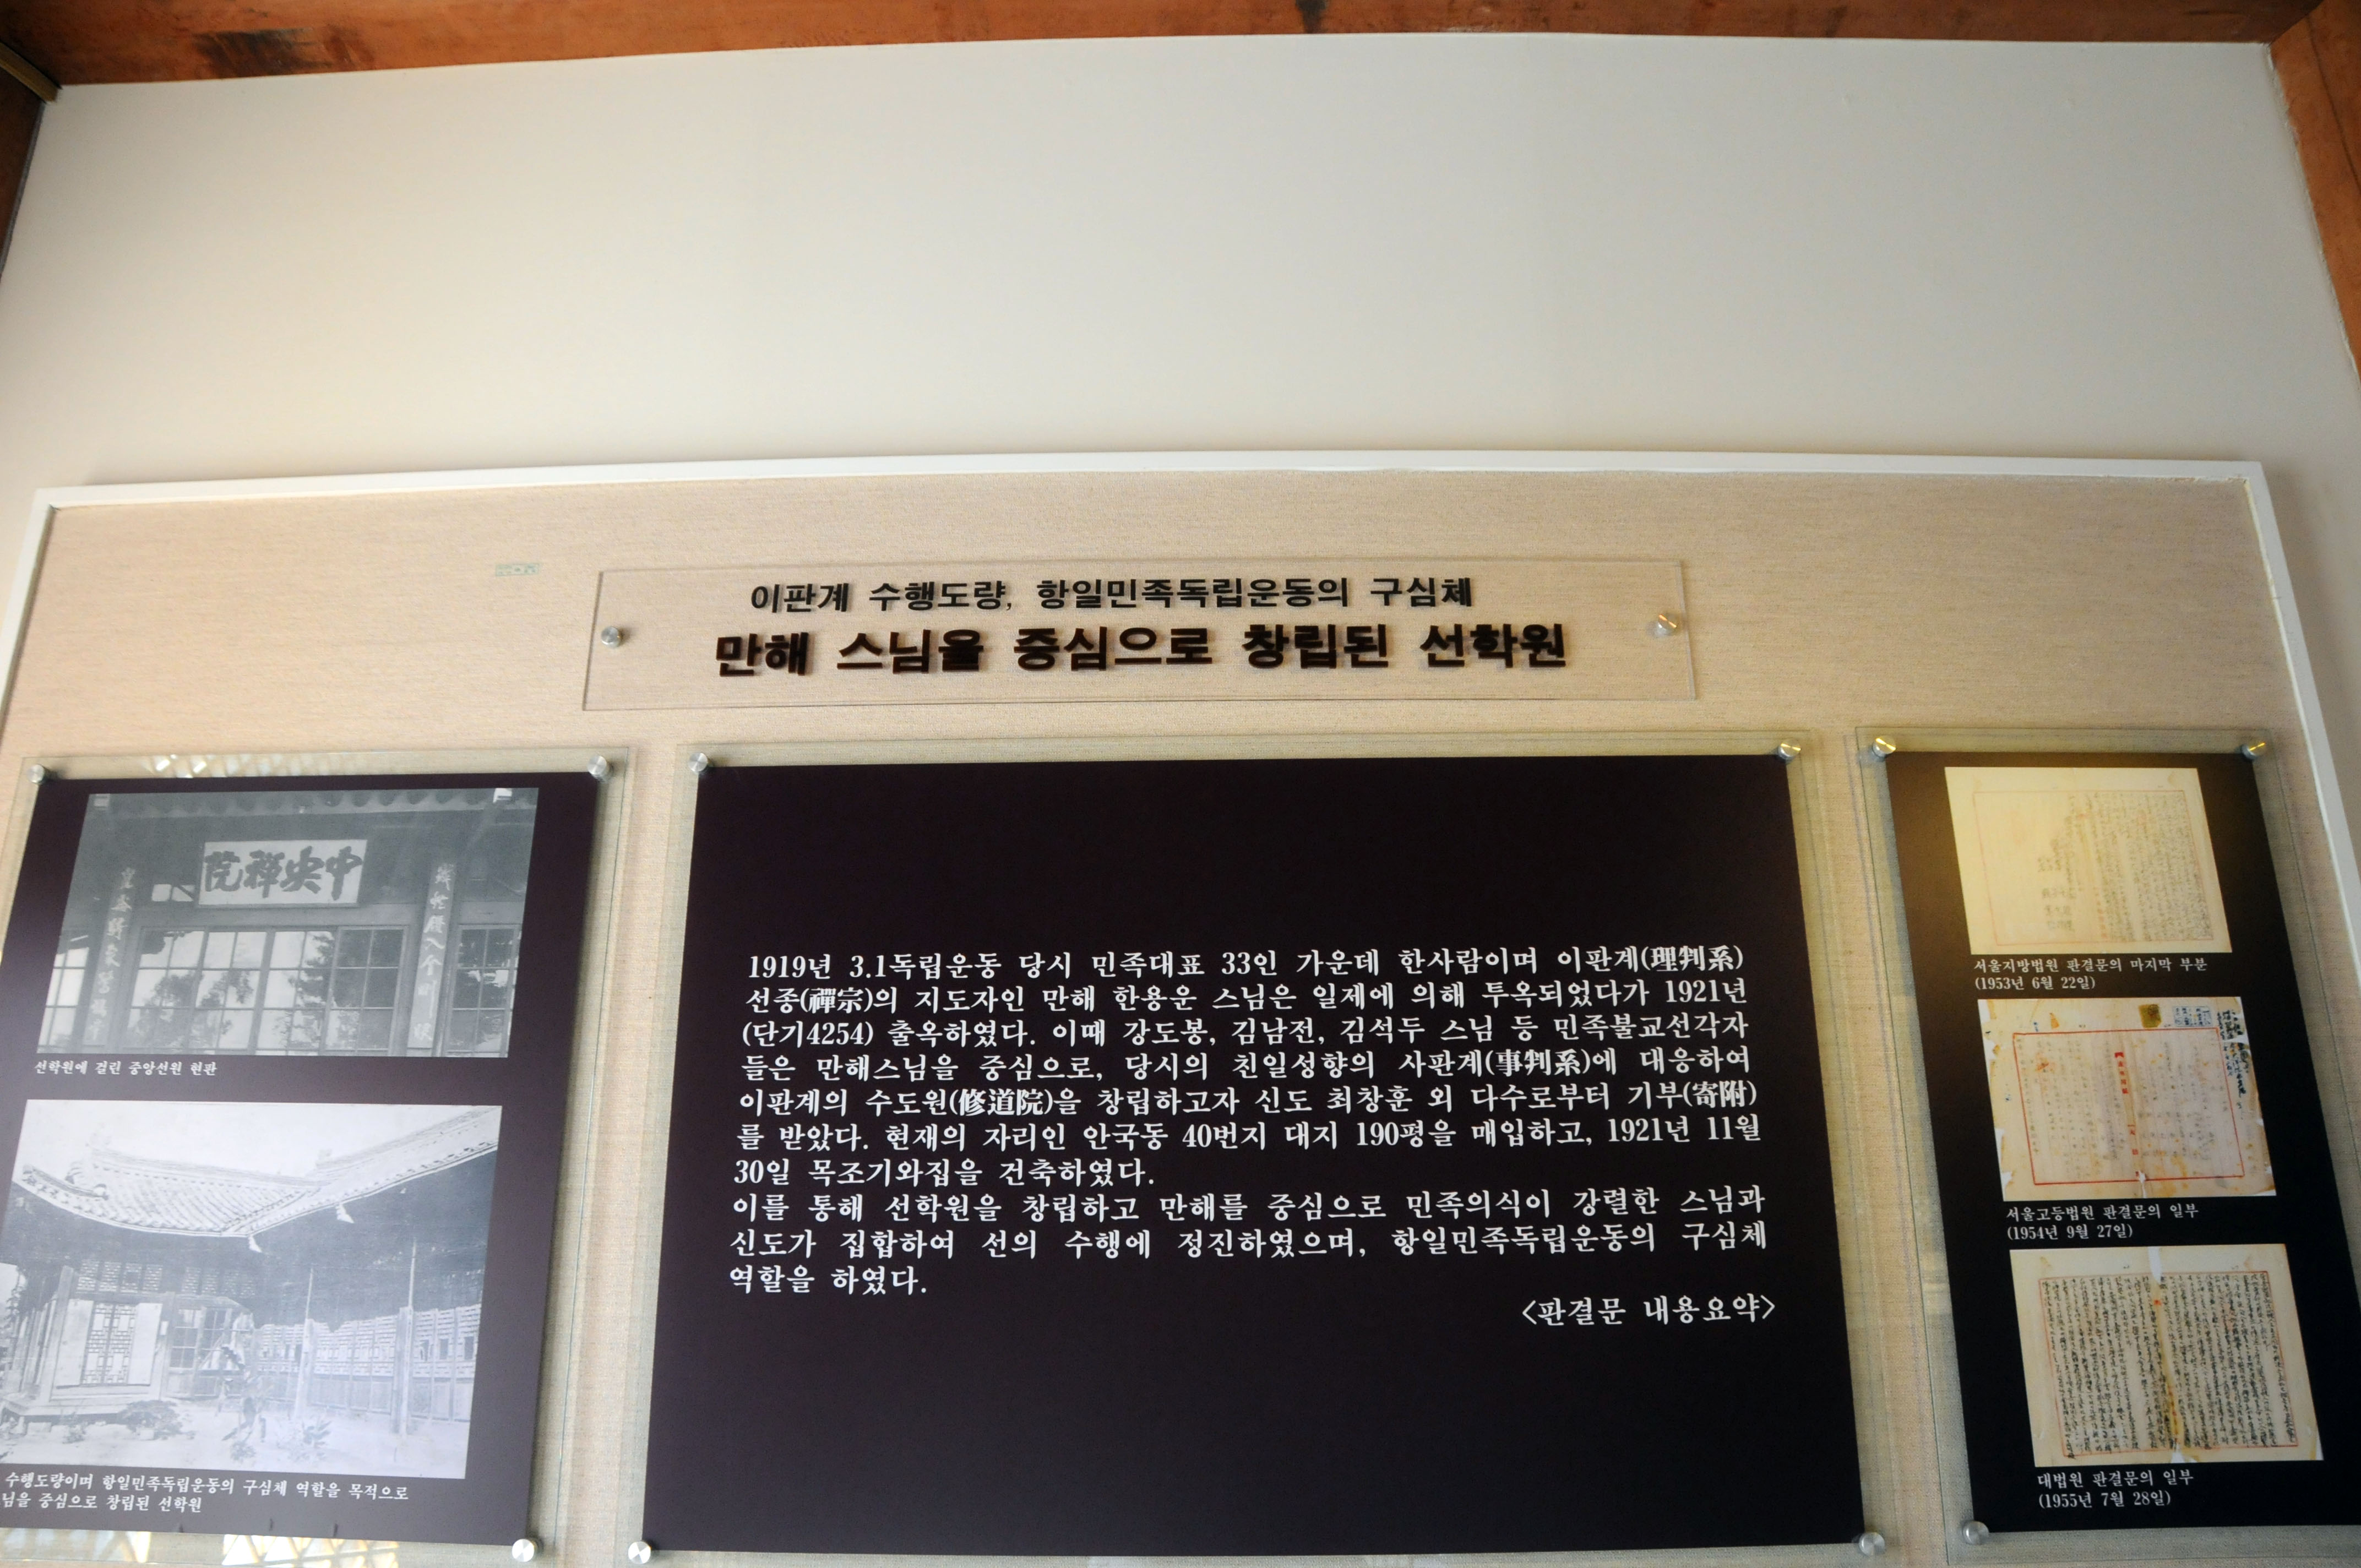 이판계 수행도량, 항일민족독립운동의 구심체
만해 스님을 중심으로 창립된 선학원
中央禪院
선학원에 걸린 중앙선원 현판
수행도량이며 항일민족독립운동의 구심체 역할을 목적으로
님을 중심으로 창립된 선학원
1919년 3.1독립운동 당시 민족대표 33인 가운데 한사람이며 이판계(理判系)
선종(禪宗)의 지도자인 만해 한용운 스님은 일제에 의해 투옥되었다가 1921년
(단기4254) 출옥하였다. 이때 강도봉, 김남전, 김석두 스님 등 민족불교선각자
들은 만해스님을 중심으로, 당시의 친일성향의 사판계(事判系)에 대응하여
이판계의 수도원(修道院)을 창립하고자 신도 최창훈 외 다수로부터 기부(寄附)
를 받았다. 현재의 자리인 안국동 40번지 대지 190평을 매입하고, 1921년 11월
30일 목조기와집을 건축하였다.
이를 통해 선학원을 창립하고 만해를 중심으로 민족의식이 강렬한 스님과
신도가 집합하여 선의 수행에 정진하였으며, 항일민족독립운동의 구심체
역할을 하였다.
<판결문 내용요약>
서울지방법원 판결문의 마지막 부분
(1953년 6월 22일)
서울고등법원 판결문의 일부
(1954년 9월 27일)
대법원 판결문의 일부
(1955년 7월 28일)